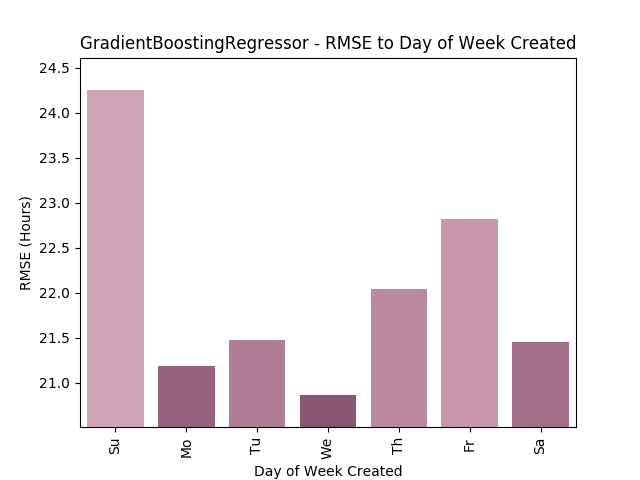 GradientBoostingRegressor - RMSE to Day of Week Created
24.5
24.0
23.5
23.0
22.5
22.0
21.5
21.0
RMSE (Hours)
Su Mo Tu We Th Fr Sa
Day of Week Created